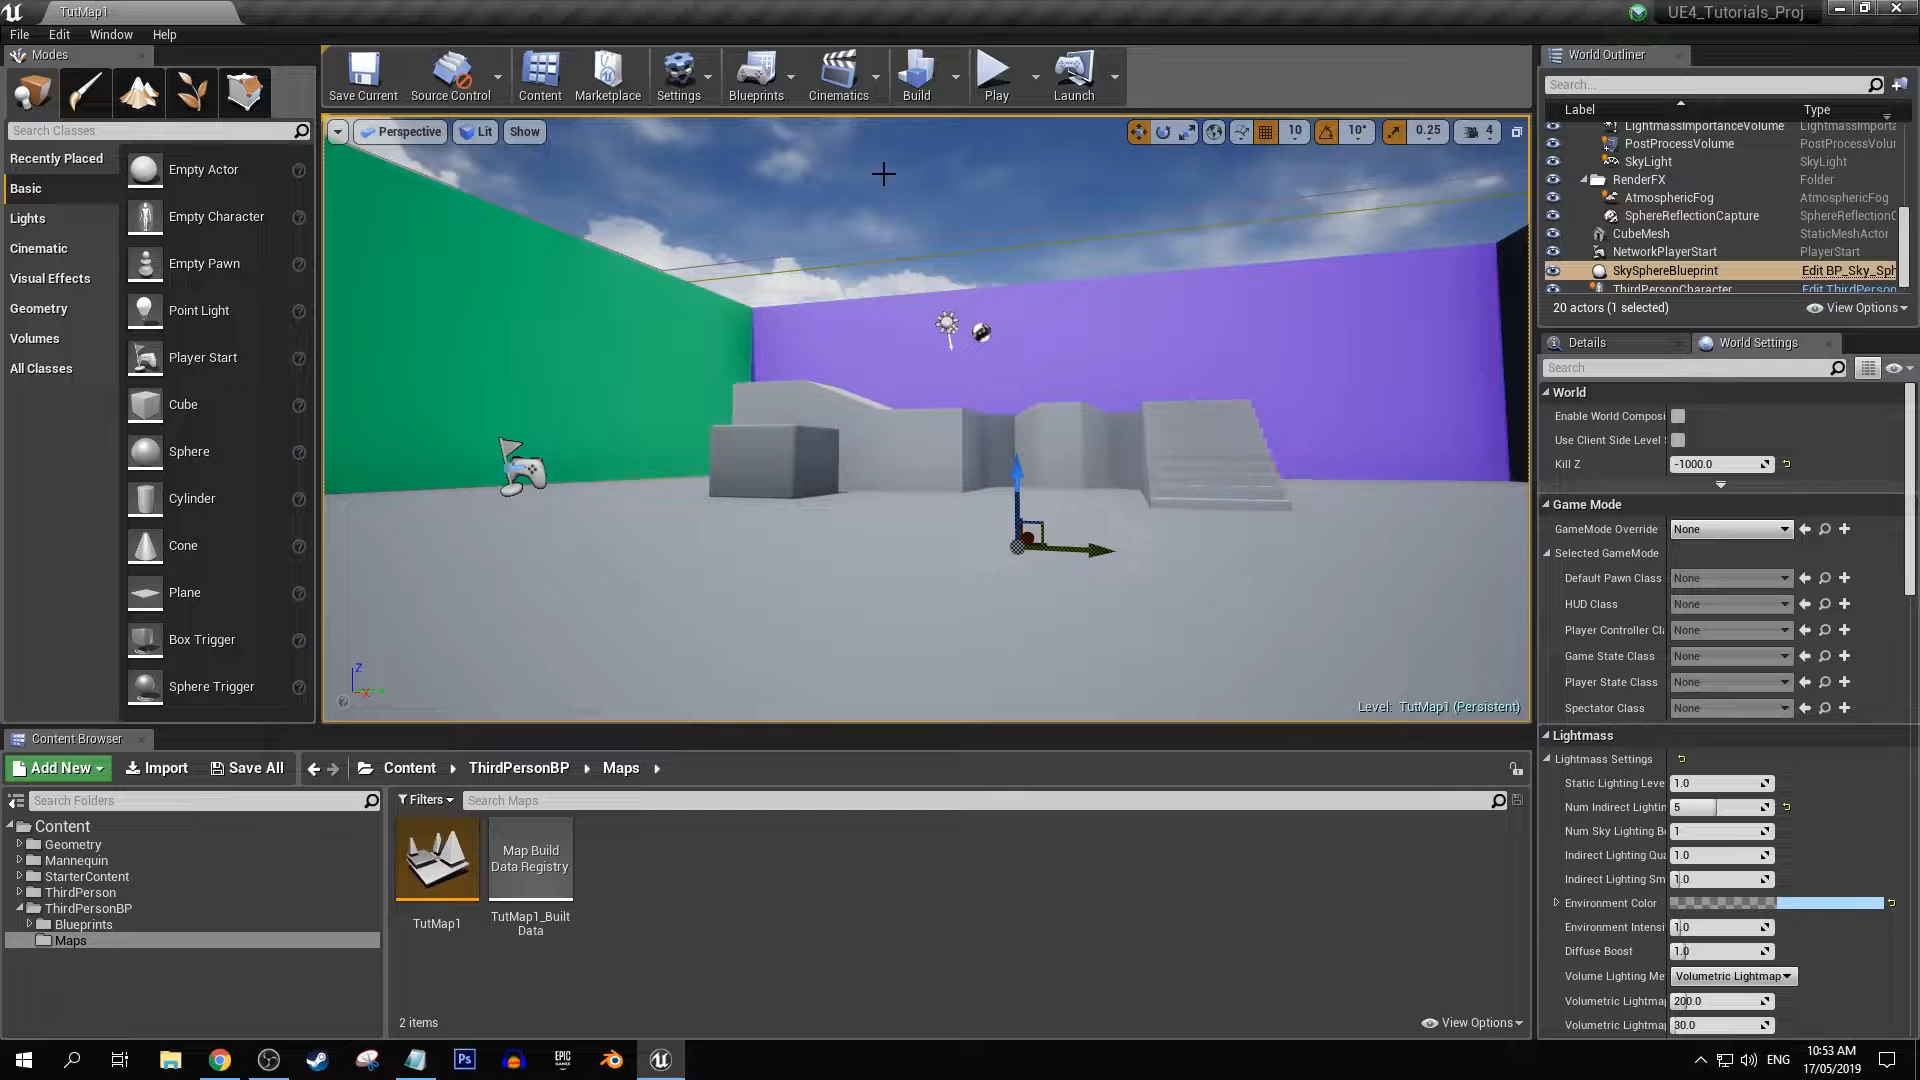 TutMap1
UE4_Tutorials_Proj
File Edit Window Help
Modes
Search Classes
Recently Placed
Basic
Lights
Cinematic
Visual Effects
Geometry
Volumes
All Classes
Empty Actor
Empty Character
Empty Pawn
Point Light
Player Start
Cube
Sphere
Cylinder
Cone
Plane
Box Trigger
Sphere Trigger
Save Current Source Control Content Marketplace Settings Blueprints Cinematics Build Play Launch
Perspective Lit Show
10 10° 0.25 4
Z
Level: TutMap1 (Persistent)
World Outliner
Search...
Label Type
LightmassImportanceVolume LightmassImporta
PostProcessVolume PostProcessVolur
SkyLight SkyLight
RenderFX Folder
AtmosphericFog AtmosphericFog
SphereReflectionCapture SphereReflectionC
CubeMesh StaticMeshActor
NetworkPlayerStart PlayerStart
SkySphereBlueprint Edit BP_Sky_Sph
ThirdPersonCharacter Edit ThirdPerson
20 actors (1 selected) View Options
Details World Settings
Search
World
Enable World Composi
Use Client Side Level
Kill Z -1000.0
Game Mode
GameMode Override None
Selected GameMode
Default Pawn Class None
HUD Class None
Player Controller Cl None
Game State Class None
Player State Class None
Spectator Class None
Lightmass
Lightmass Settings
Static Lighting Leve 1.0
Num Indirect Lightin 5
Num Sky Lighting Bo 1
Indirect Lighting Qua 1.0
Indirect Lighting Sm 1.0
Environment Color
Environment Intensi 1.0
Diffuse Boost 1.0
Volume Lighting Me Volumetric Lightmap
Volumetric Lightma 200.0
Volumetric Lightma 30.0
Content Browser
Add New Import Save All Content ThirdPersonBP Maps
Search Folders
Filters Search Maps
Content
Geometry
Mannequin
StarterContent
ThirdPerson
ThirdPersonBP
Blueprints
Maps
Map Build
Data Registry
TutMap1
TutMap1_Built
Data
2 items
View Options
Ps
EPIC
GAMES
ENG
10:53 AM
17/05/2019